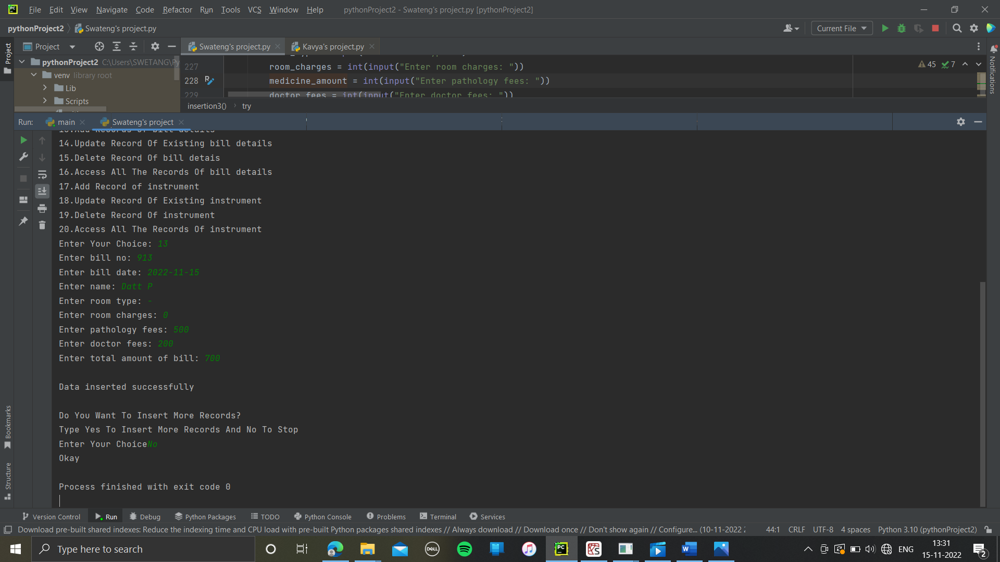 File Edit View Navigate Code Refactor Run Tools VCS Window Help pythonProject2 - Swateng's project.py [pythonProject2]
pythonProject2 Swateng's project.py Current File
Project Swateng's project.py Kavya's project.py
Project
pythonProject2 C:\Users\SWETANG\Py
venv library root
Lib
Scripts
227 room_charges = int(input("Enter room charges: "))
228 medicine_amount = int(input("Enter pathology fees: "))
229 doctor_fees = int(input("Enter doctor fees: "))
45 7
Notifications
insertion3() try
Run: main Swateng's project
14.Update Record Of Existing bill details
15.Delete Record Of bill detais
16.Access All The Records Of bill details
17.Add Record of instrument
18.Update Record Of Existing instrument
19.Delete Record Of instrument
20.Access All The Records Of instrument
Enter Your Choice: 13
Enter bill no: 913
Enter bill date: 2022-11-15
Enter name: Datt P
Enter room type: -
Enter room charges: 0
Enter pathology fees: 500
Enter doctor fees: 200
Enter total amount of bill: 700
Data inserted successfully
Do You Want To Insert More Records?
Type Yes To Insert More Records And No To Stop
Enter Your ChoiceNo
Okay
Process finished with exit code 0
Bookmarks
Structure
Version Control Run Debug Python Packages TODO Python Console Problems Terminal Services
Download pre-built shared indexes: Reduce the indexing time and CPU load with pre-built Python packages shared indexes // Always download // Download once // Don't show again // Configure... (10-11-2022 44:1 CRLF UTF-8 4 spaces Python 3.10 (pythonProject2)
Type here to search DELL PC W ENG 13:31
15-11-2022 2